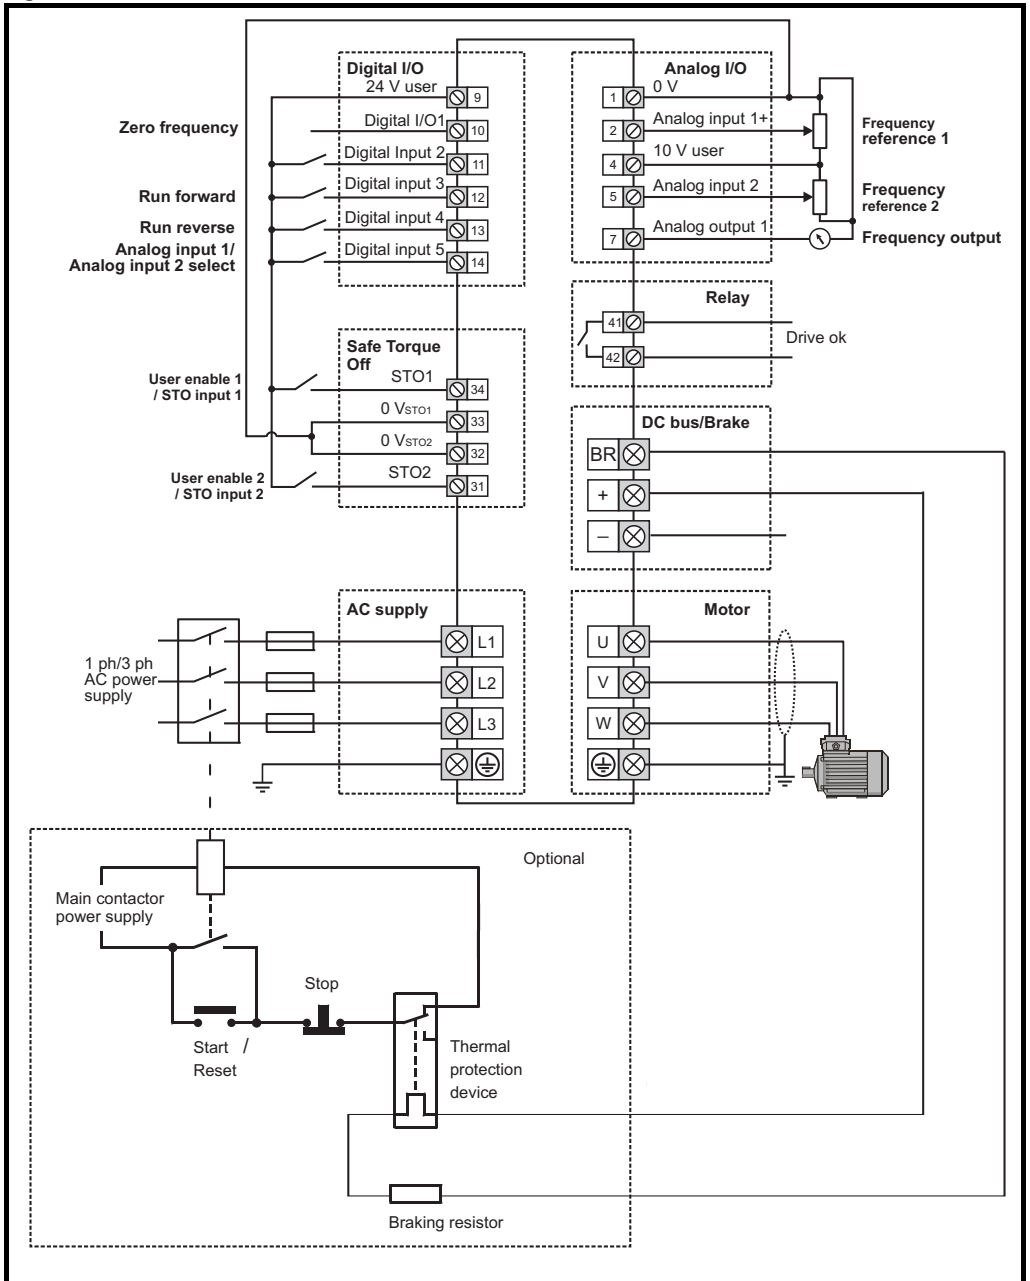 Digital I/O
24 V user
9
Zero frequency
Digital I/O1
10
Digital Input 2
11
Run forward
Digital input 3
12
Run reverse
Digital input 4
13
Analog input 1/
Analog input 2 select
Digital input 5
14
Analog I/O
1
0 V
2
Analog input 1+
Frequency
reference 1
4
10 V user
5
Analog input 2
Frequency
reference 2
7
Analog output 1
Frequency output
Relay
41
42
Drive ok
Safe Torque
Off
User enable 1
/ STO input 1
STO1
34
0 VSTO1
33
0 VSTO2
32
User enable 2
/ STO input 2
STO2
31
DC bus/Brake
BR
+
–
AC supply
1 ph/3 ph
AC power
supply
L1
L2
L3
Motor
U
V
W
Optional
Main contactor
power supply
Stop
Start /
Reset
Thermal
protection
device
Braking resistor